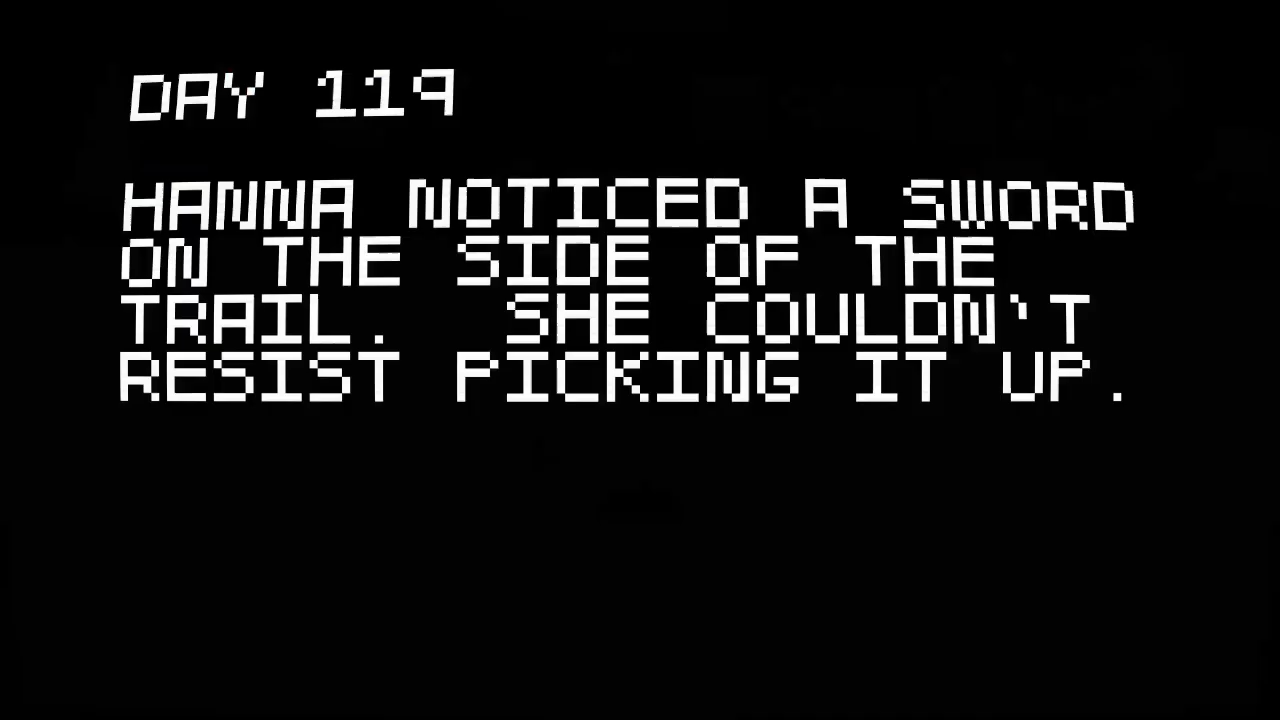 DAY 119
HANNA NOTICED A SWORD
ON THE SIDE OF THE
TRAIL.  SHE COULDN'T
RESIST PICKING IT UP.